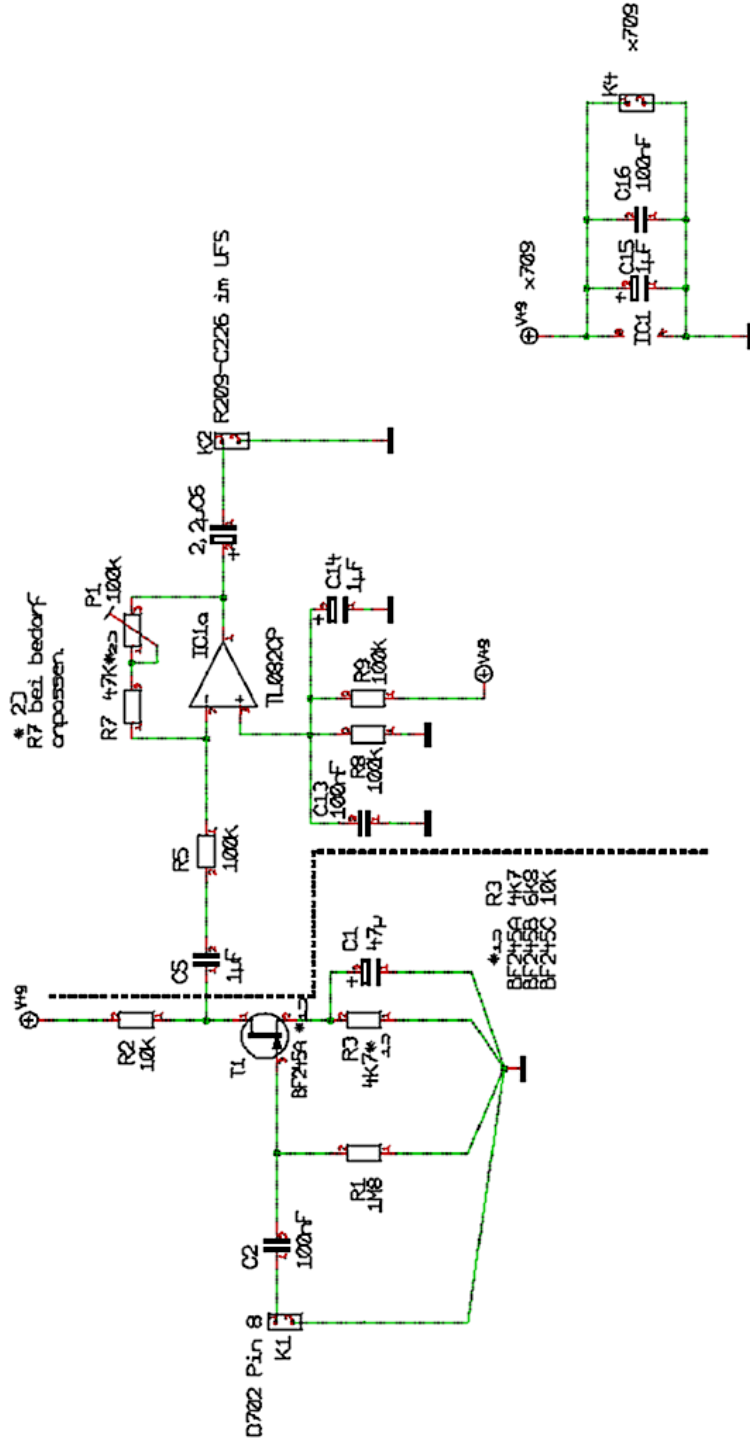 * 2)
R7 bei bedarf
anpassen.
P1
100K
R7 47K*2)
V+9
R2
10K
C5
1µF
R5
100K
IC1a
TL082CP
2,2µC6
K2
R209-C226 im UFS
T1
BF245A *1)
D702 Pin 8
K1
C2
100nF
R1
1M8
R3
4K7*
1)
C1
47µ
C13
100nF
R8
100K
R9
100K
C14
1µF
V+9
*1) R3
BF245A 4K7
BF245B 6K8
BF245C 10K
V+9 x709
IC1
C15
1µF
C16
100nF
K4
x709